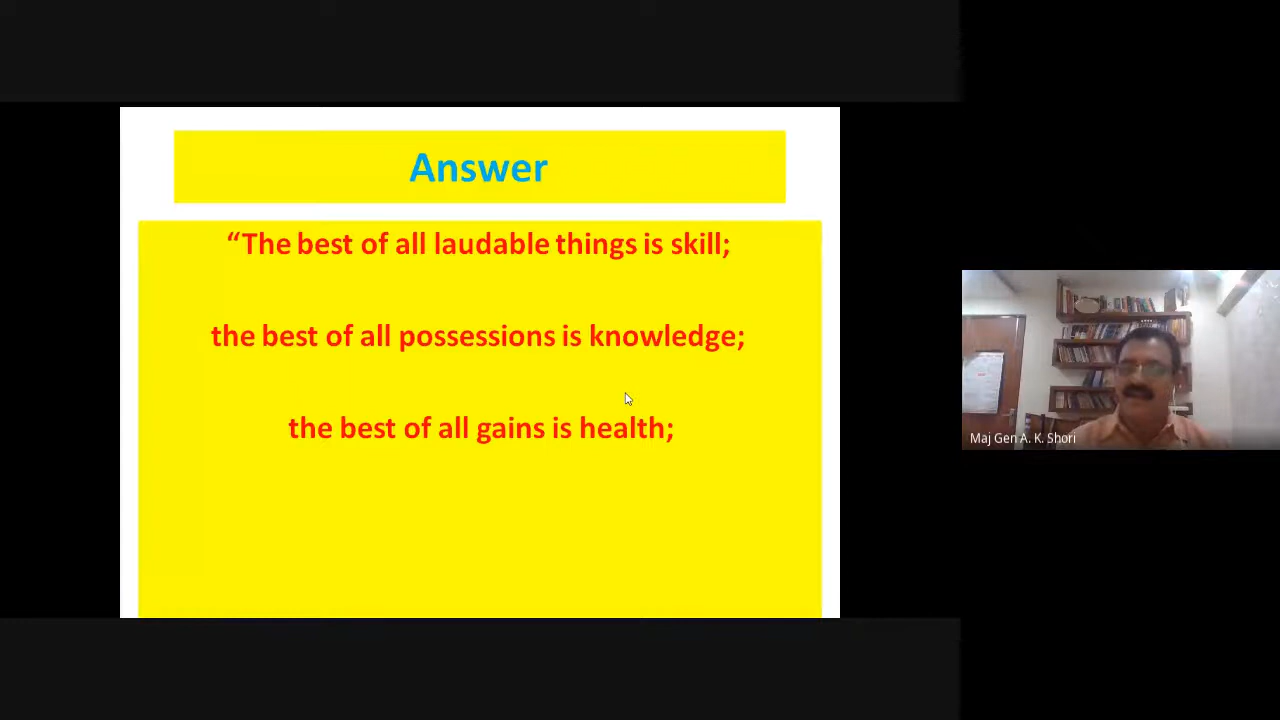 Answer
“The best of all laudable things is skill;
the best of all possessions is knowledge;
the best of all gains is health;
Maj Gen A. K. Shori